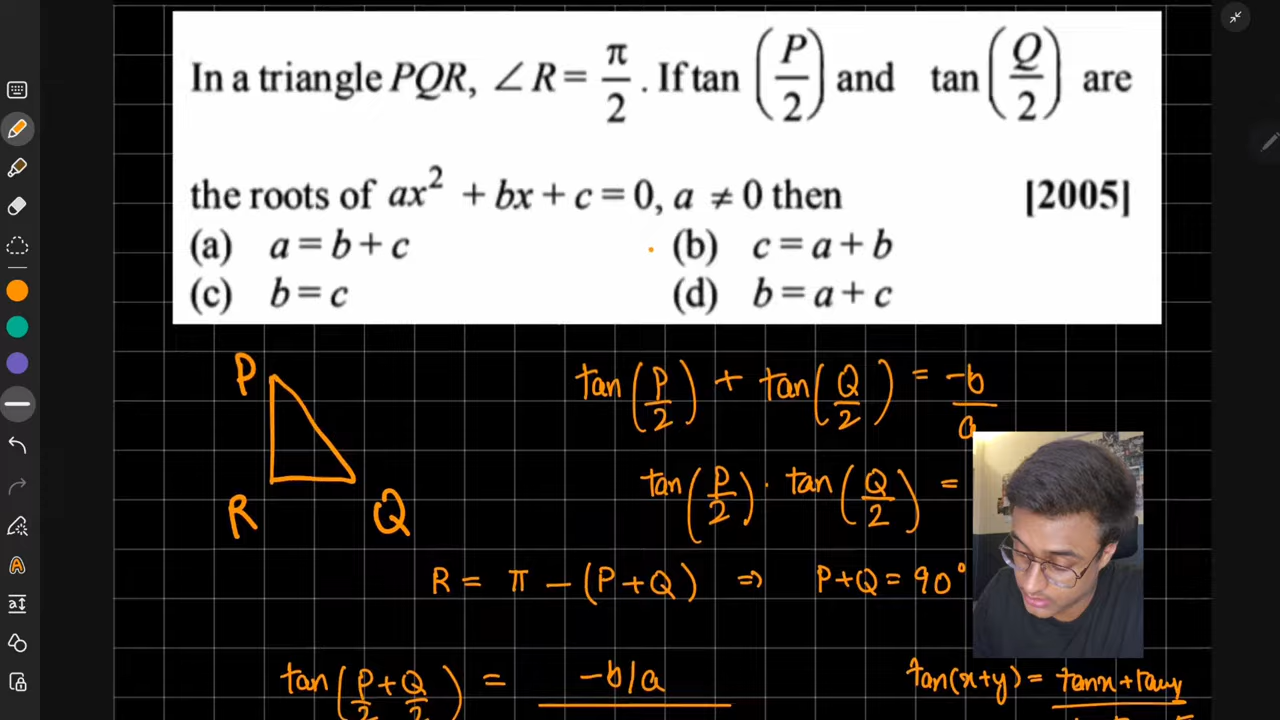 In a triangle PQR, ∠R = π/2 . If tan (P/2) and tan (Q/2) are
the roots of ax² + bx + c = 0, a ≠ 0 then [2005]
(a) a = b + c (b) c = a + b
(c) b = c (d) b = a + c
P
R Q
tan(P/2) + tan(Q/2) = -b/a
tan(P/2) · tan(Q/2) =
R = π – (P+Q) ⇒ P+Q = 90°
tan(P/2 + Q/2) = -b/a
tan(x+y) = tanx + tany